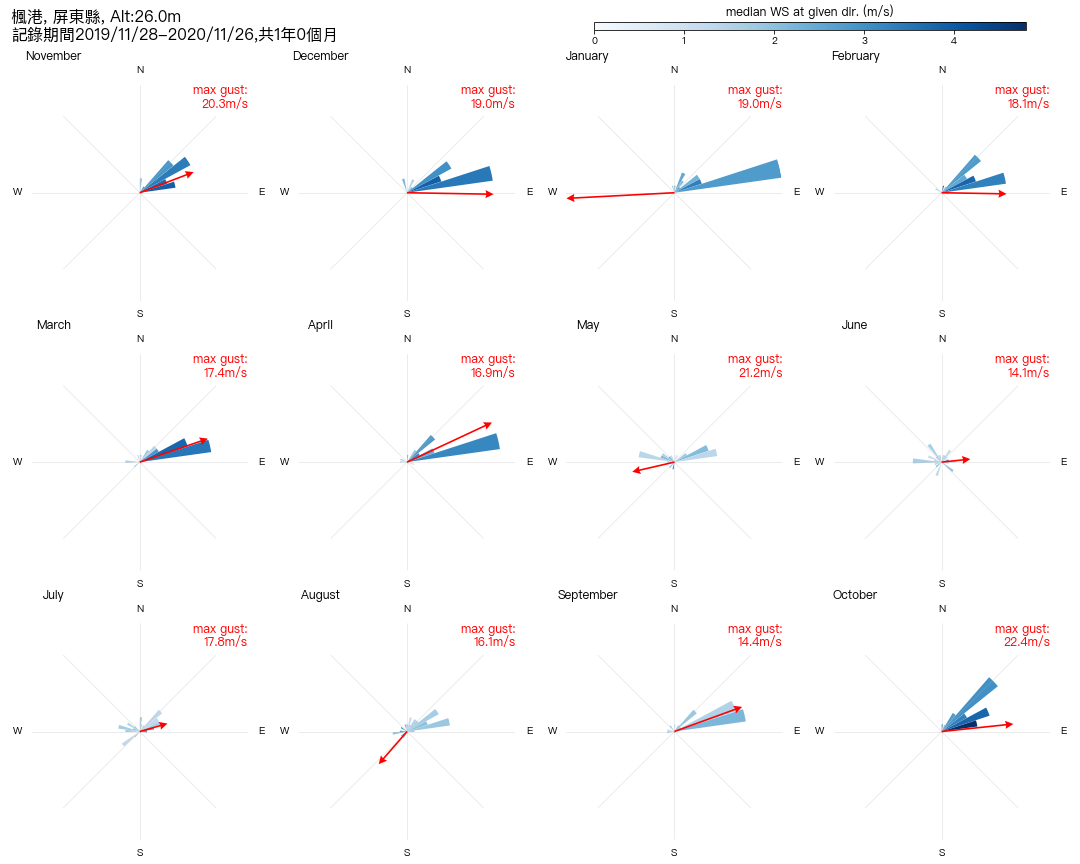 楓港, 屏東縣, Alt:26.0m
記錄期間2019/11/28−2020/11/26,共1年0個月
median WS at given dir. (m/s)
0 1 2 3 4
November
N
max gust:
20.3m/s
W E
S
December
N
max gust:
19.0m/s
W E
S
January
N
max gust:
19.0m/s
W E
S
February
N
max gust:
18.1m/s
W E
S
March
N
max gust:
17.4m/s
W E
S
April
N
max gust:
16.9m/s
W E
S
May
N
max gust:
21.2m/s
W E
S
June
N
max gust:
14.1m/s
W E
S
July
N
max gust:
17.8m/s
W E
S
August
N
max gust:
16.1m/s
W E
S
September
N
max gust:
14.4m/s
W E
S
October
N
max gust:
22.4m/s
W E
S